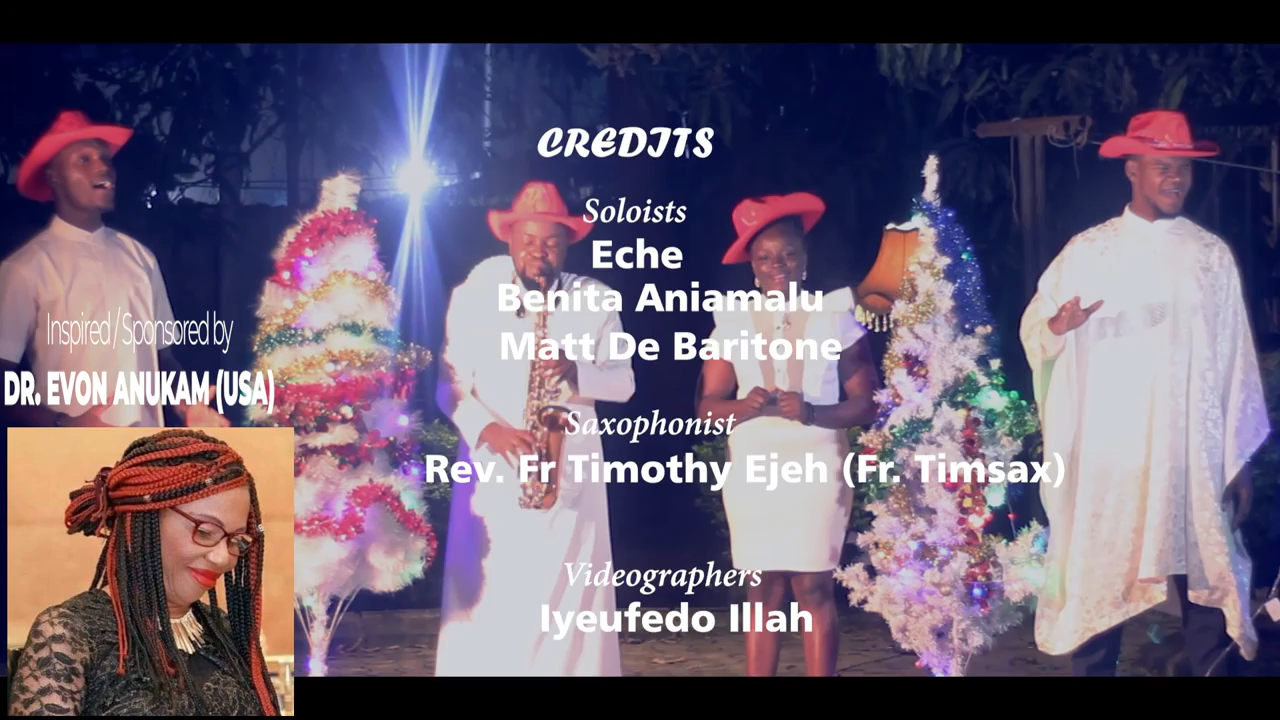 CREDITS
Soloists
Eche
Benita Aniamalu
Matt De Baritone
Inspired / Sponsored by
DR. EVON ANUKAM (USA)
Saxophonist
Rev. Fr Timothy Ejeh (Fr. Timsax)
Videographers
Iyeufedo Illah